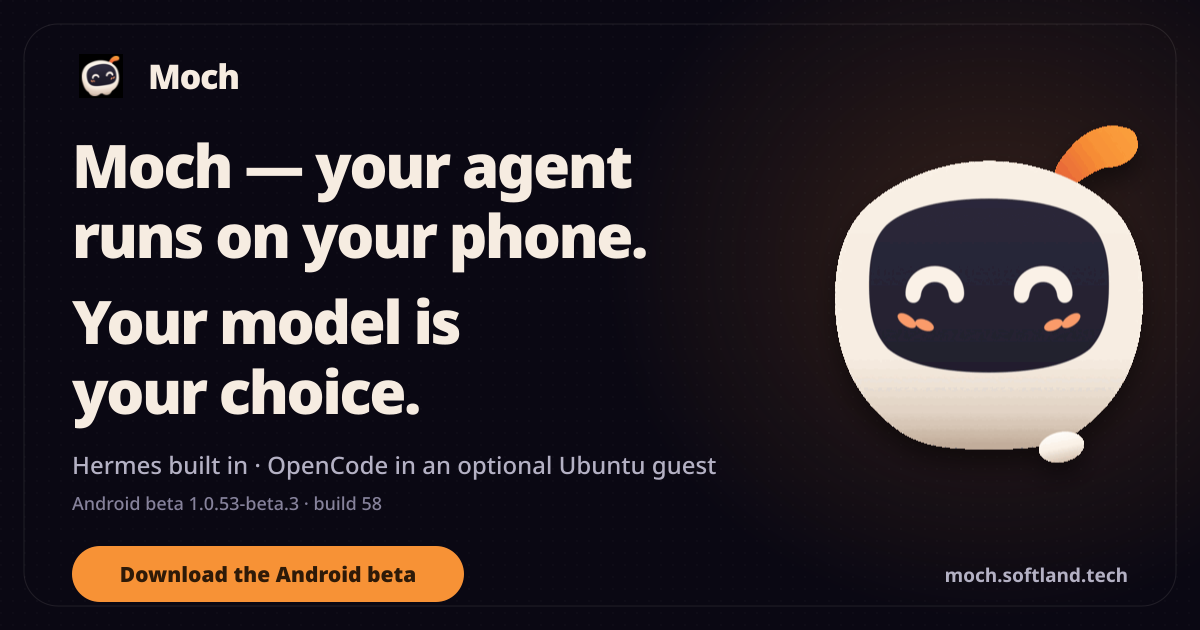 Moch
Moch — your agent
runs on your phone.
Your model is
your choice.
Hermes built in · OpenCode in an optional Ubuntu guest
Android beta 1.0.53-beta.3 · build 58
Download the Android beta
moch.softland.tech